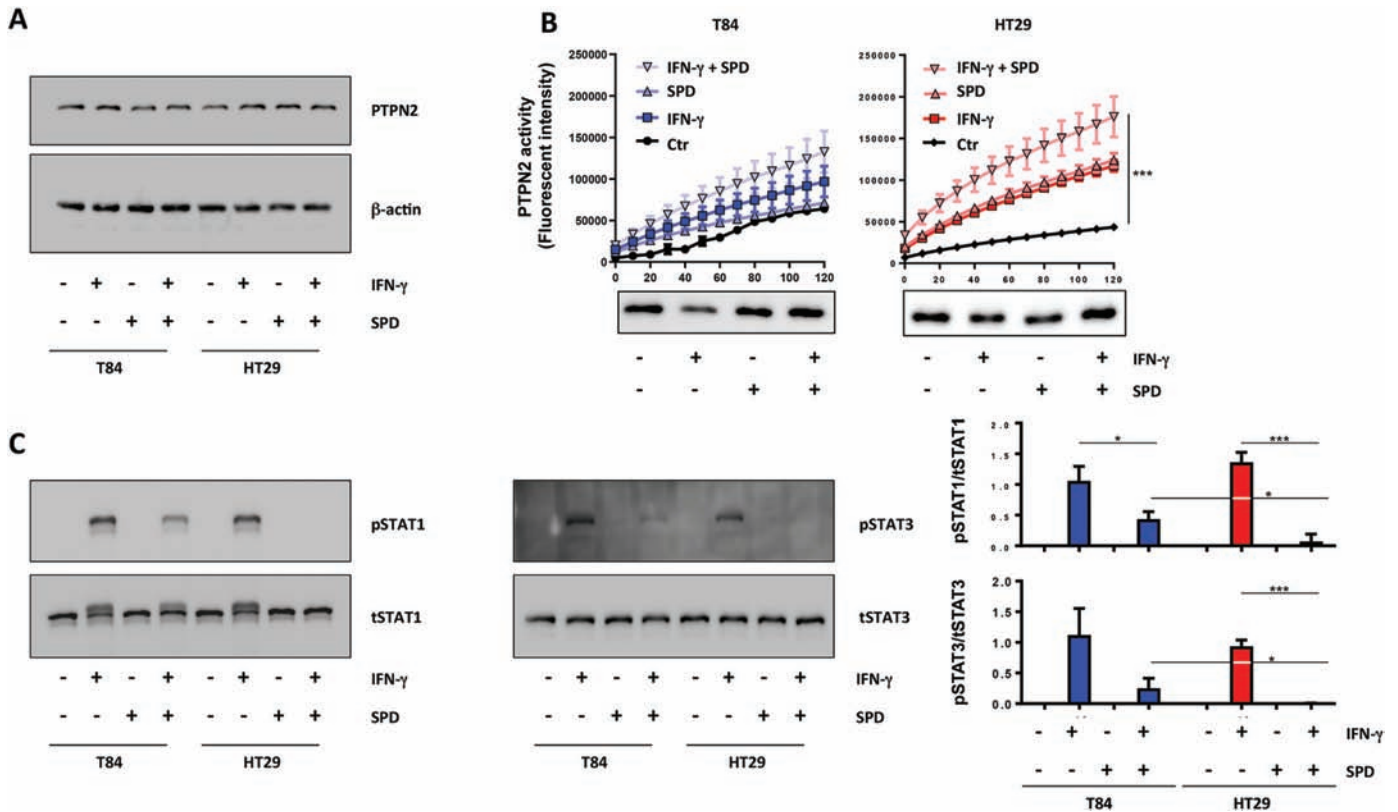 A
PTPN2
β-actin
- + - + - + - + IFN-γ
- - + + - - + + SPD
T84 HT29
B
T84 HT29
PTPN2 activity
(Fluorescent intensity)
250000
200000
150000
100000
50000
0
0 20 40 60 80 100 120
IFN-γ + SPD
SPD
IFN-γ
Ctr
250000
200000
150000
100000
50000
0
0 20 40 60 80 100 120
IFN-γ + SPD
SPD
IFN-γ
Ctr
***
- + - + - + - + IFN-γ
- - + + - - + + SPD
C
pSTAT1
tSTAT1
- + - + - + - + IFN-γ
- - + + - - + + SPD
T84 HT29
pSTAT3
tSTAT3
- + - + - + - + IFN-γ
- - + + - - + + SPD
T84 HT29
pSTAT1/tSTAT1
2.0
1.5
1.0
0.5
0.0
* ***
*
pSTAT3/tSTAT3
2.0
1.5
1.0
0.5
0.0
***
*
- + - + - + - + IFN-γ
- - + + - - + + SPD
T84 HT29